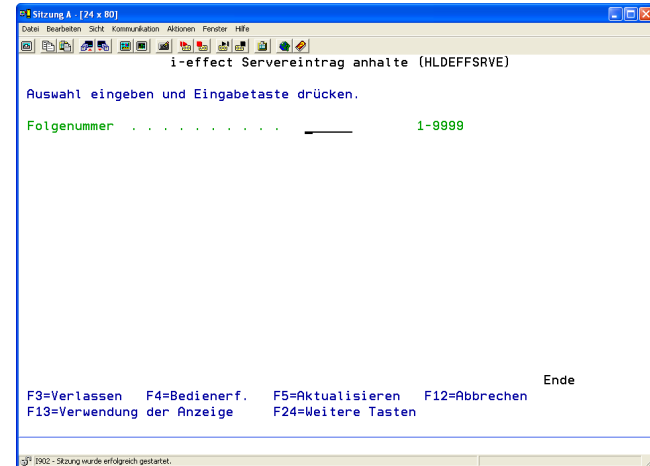 Sitzung A - [24 x 80]
Datei Bearbeiten Sicht Kommunikation Aktionen Fenster Hilfe
i-effect Servereintrag anhalte (HLDEFFSRVE)
Auswahl eingeben und Eingabetaste drücken.
Folgenummer . . . . . . . . . . _____ 1-9999
Ende
F3=Verlassen F4=Bedienerf. F5=Aktualisieren F12=Abbrechen
F13=Verwendung der Anzeige F24=Weitere Tasten
I902 - Sitzung wurde erfolgreich gestartet.